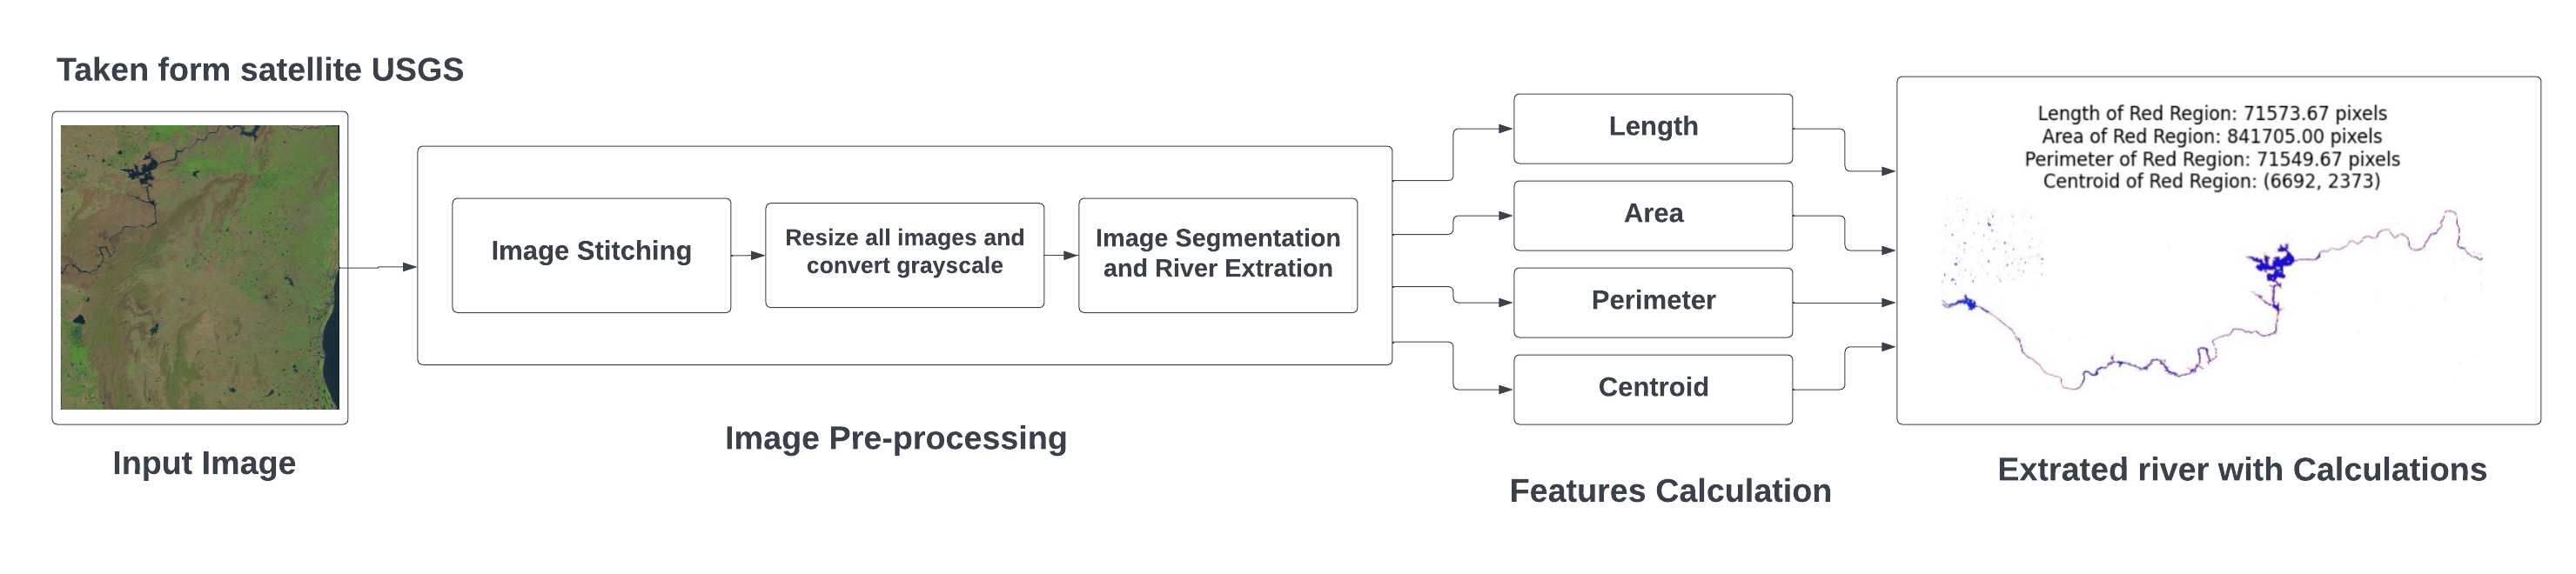 Taken form satellite USGS
Input Image
Image Stitching
Resize all images and
convert grayscale
Image Segmentation
and River Extration
Image Pre-processing
Length
Area
Perimeter
Centroid
Features Calculation
Length of Red Region: 71573.67 pixels
Area of Red Region: 841705.00 pixels
Perimeter of Red Region: 71549.67 pixels
Centroid of Red Region: (6692, 2373)
Extrated river with Calculations